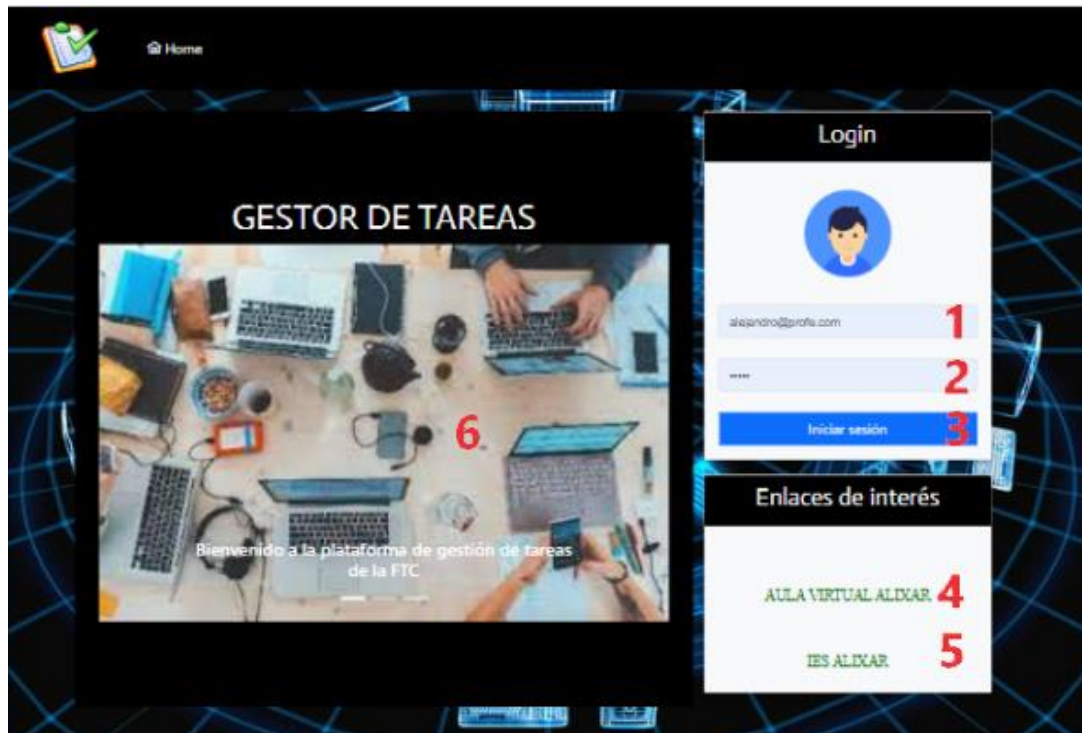 Home
Login
GESTOR DE TAREAS
alejandro@profe.com 1
••••• 2
Iniciar sesión 3
6
Bienvenido a la plataforma de gestión de tareas
de la FTC
Enlaces de interés
AULA VIRTUAL ALIXAR 4
IES ALIXAR 5